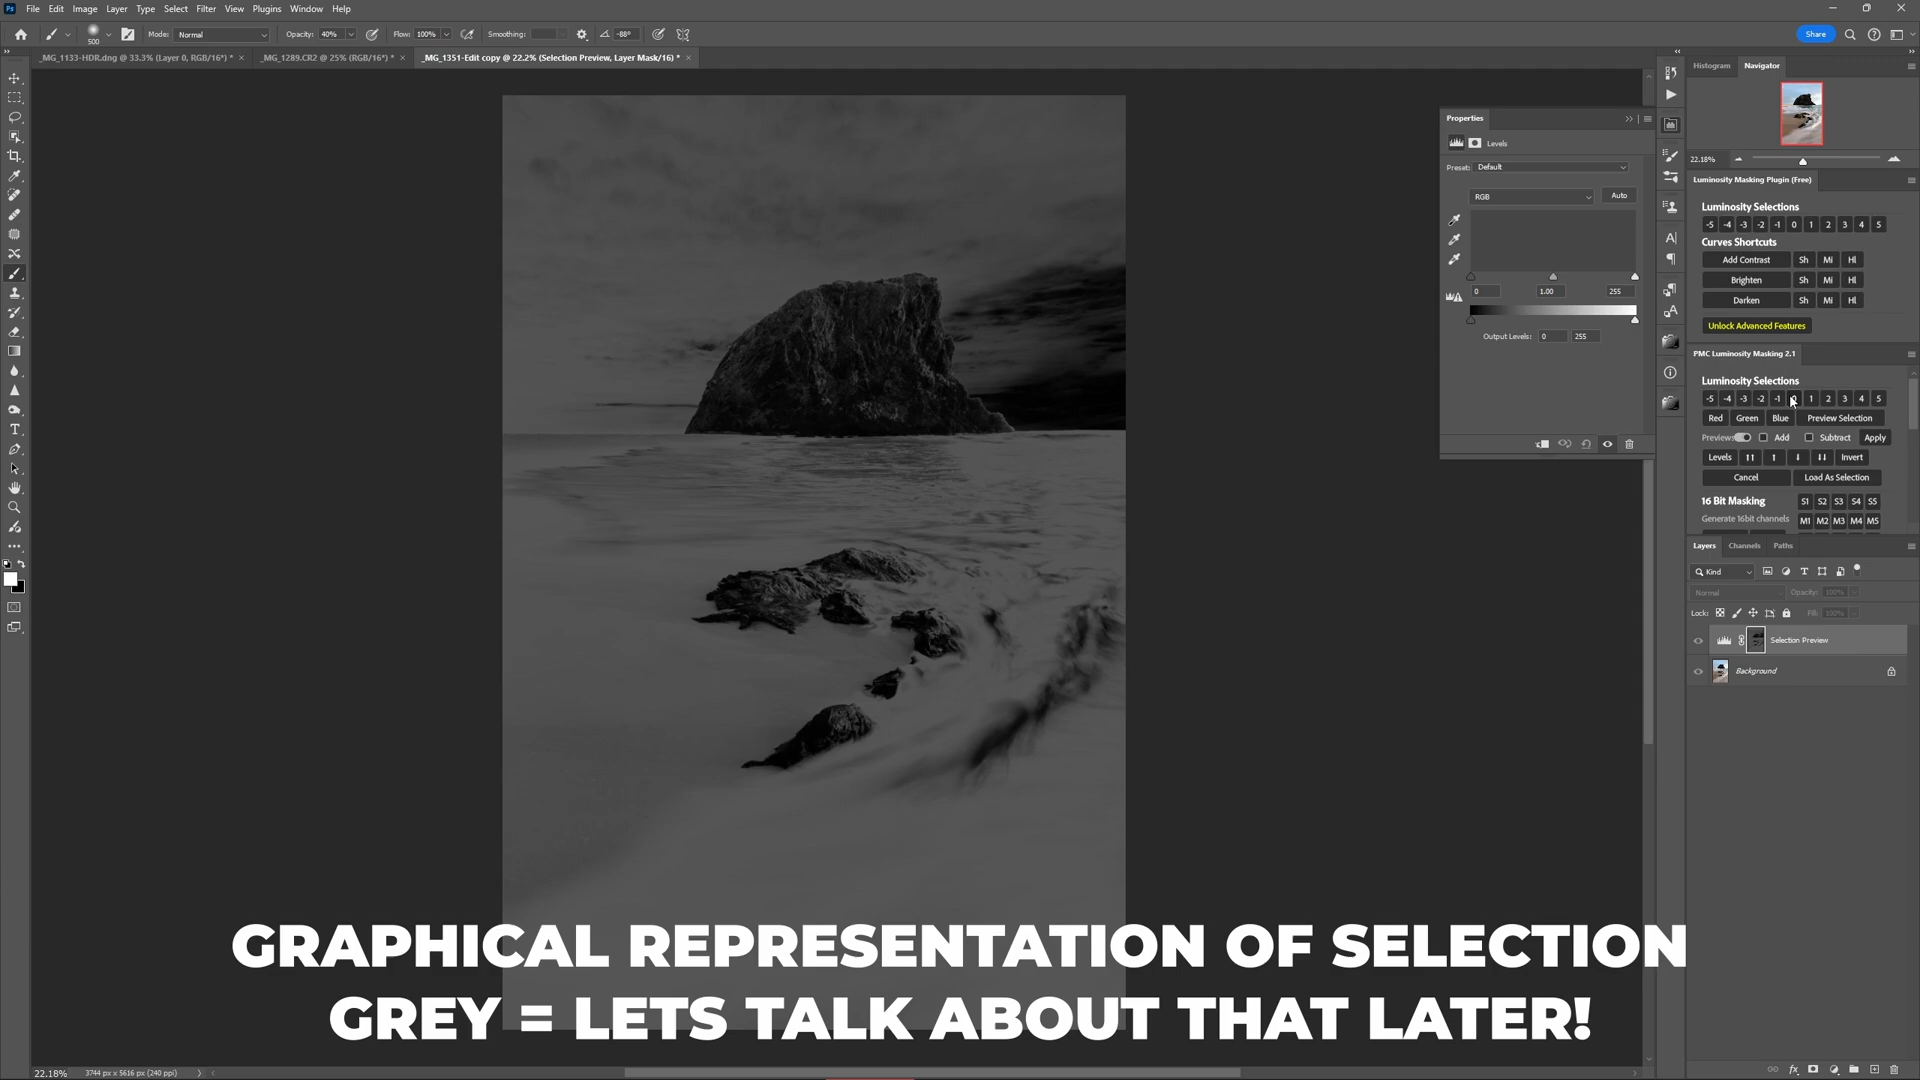 Ps File Edit Image Layer Type Select Filter View Plugins Window Help
500 Mode: Normal Opacity: 40% Flow: 100% Smoothing: -88° Share
_MG_1133-HDR.dng @ 33.3% (Layer 0, RGB/16*) * × _MG_1289.CR2 @ 25% (RGB/16*) * × _MG_1351-Edit copy @ 22.2% (Selection Preview, Layer Mask/16) * ×
Histogram Navigator
22.18%
Properties
Levels
Preset: Default
RGB Auto
0 1.00 255
Output Levels: 0 255
Luminosity Masking Plugin (Free)
Luminosity Selections
-5 -4 -3 -2 -1 0 1 2 3 4 5
Curves Shortcuts
Add Contrast Sh Mi Hl
Brighten Sh Mi Hl
Darken Sh Mi Hl
Unlock Advanced Features
PMC Luminosity Masking 2.1
Luminosity Selections
-5 -4 -3 -2 -1 0 1 2 3 4 5
Red Green Blue Preview Selection
Previews Add Subtract Apply
Levels Invert
Cancel Load As Selection
16 Bit Masking S1 S2 S3 S4 S5
Generate 16bit channels M1 M2 M3 M4 M5
Layers Channels Paths
Kind
Normal Opacity: 100%
Lock: Fill: 100%
Selection Preview
Background
GRAPHICAL REPRESENTATION OF SELECTION
GREY = LETS TALK ABOUT THAT LATER!
22.18% 3744 px x 5616 px (240 ppi)